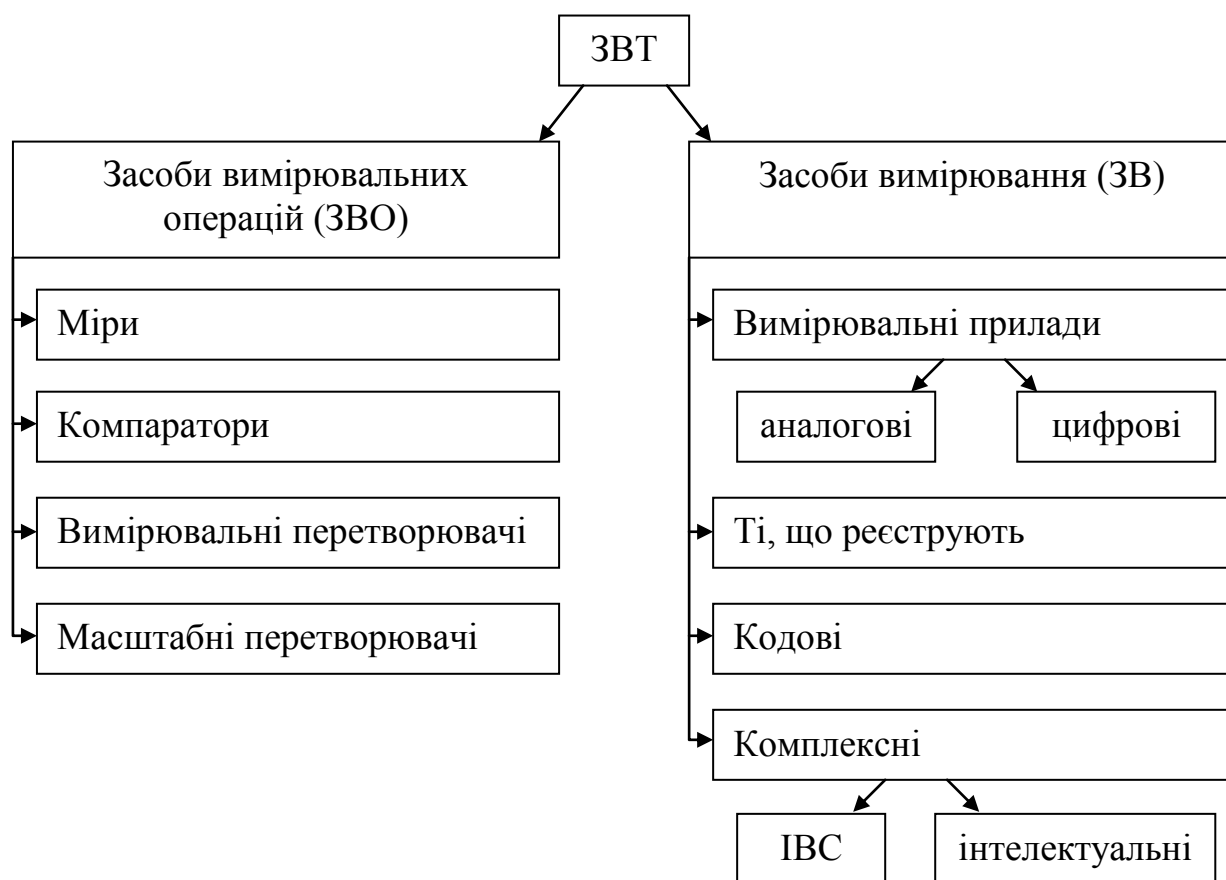 ЗВТ
Засоби вимірювальних
операцій (ЗВО)
Міри
Компаратори
Вимірювальні перетворювачі
Масштабні перетворювачі
Засоби вимірювання (ЗВ)
Вимірювальні прилади
аналогові
цифрові
Ті, що реєструють
Кодові
Комплексні
ІВС
інтелектуальні